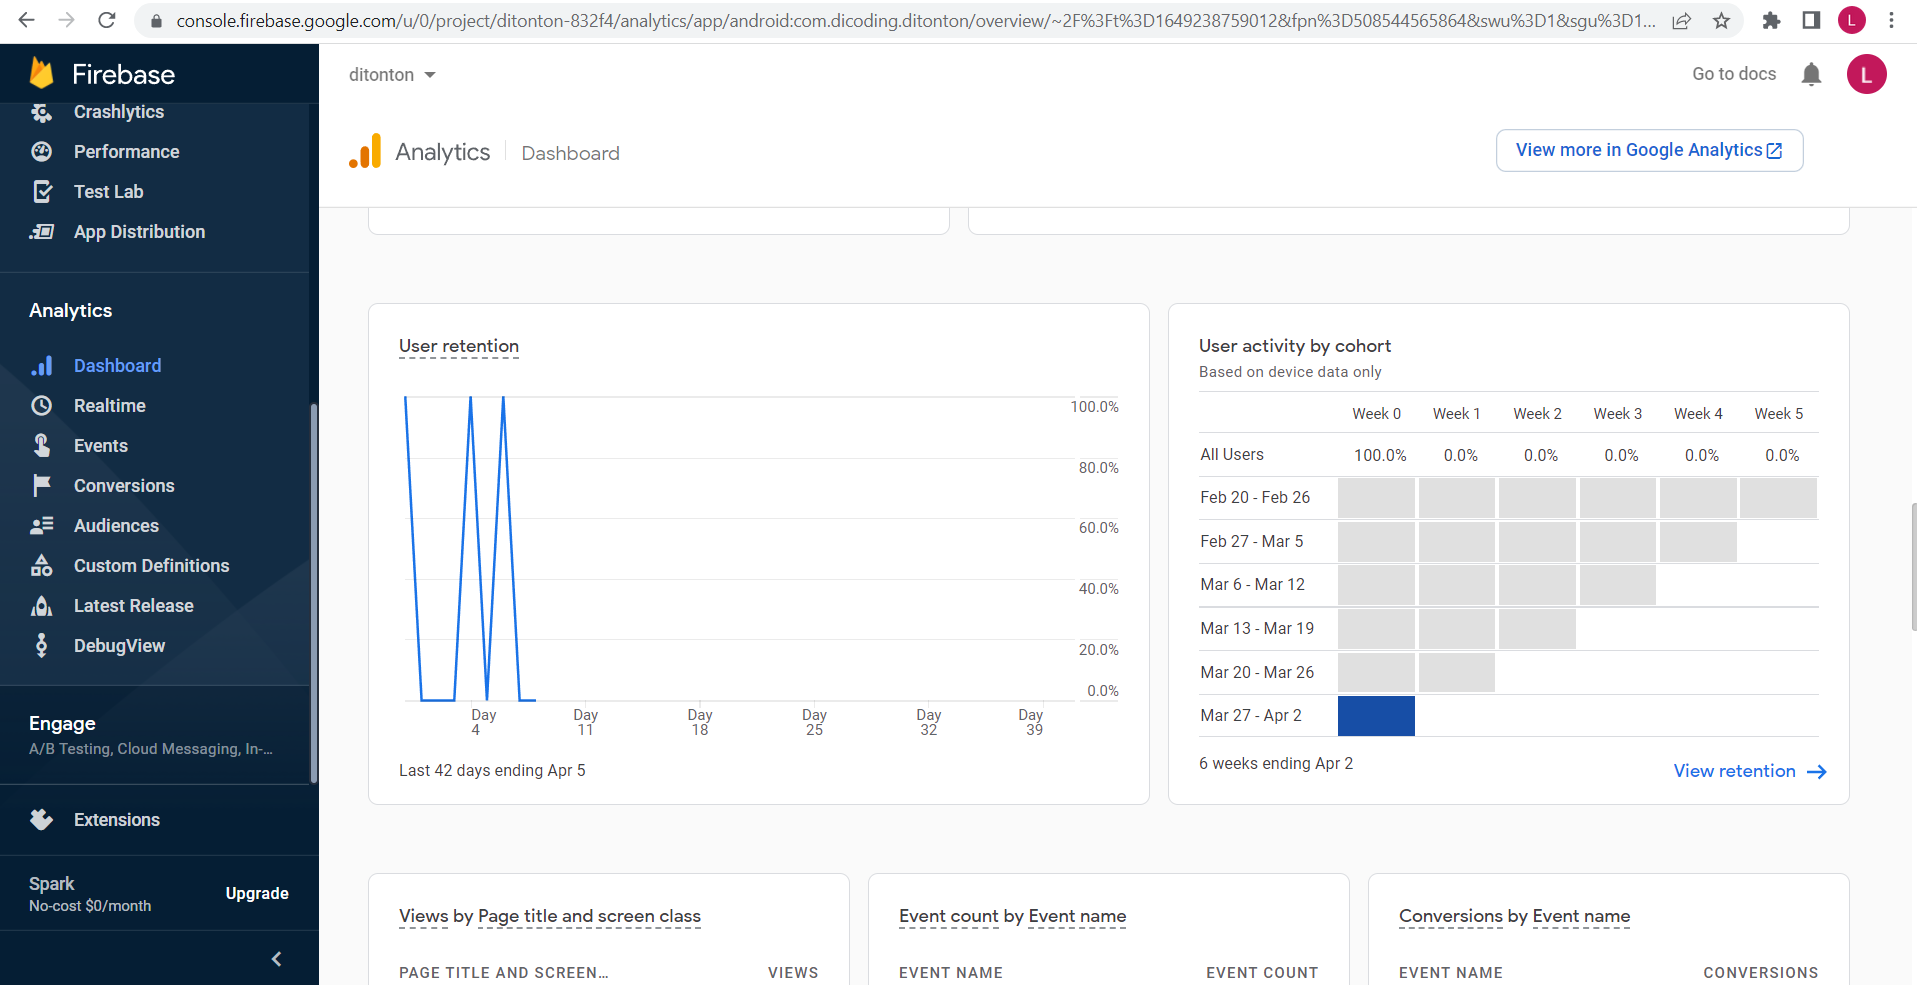 console.firebase.google.com/u/0/project/ditonton-832f4/analytics/app/android:com.dicoding.ditonton/overview/~2F%3Ft%3D1649238759012&fpn%3D508544565864&swu%3D1&sgu%3D1...
L
Firebase
Crashlytics
Performance
Test Lab
App Distribution
Analytics
Dashboard
Realtime
Events
Conversions
Audiences
Custom Definitions
Latest Release
DebugView
Engage
A/B Testing, Cloud Messaging, In-...
Extensions
Spark
No-cost $0/month
Upgrade
ditonton
Go to docs
L
Analytics
Dashboard
View more in Google Analytics
User retention
100.0%
80.0%
60.0%
40.0%
20.0%
0.0%
Day 4
Day 11
Day 18
Day 25
Day 32
Day 39
Last 42 days ending Apr 5
User activity by cohort
Based on device data only
Week 0 Week 1 Week 2 Week 3 Week 4 Week 5
All Users 100.0% 0.0% 0.0% 0.0% 0.0% 0.0%
Feb 20 - Feb 26
Feb 27 - Mar 5
Mar 6 - Mar 12
Mar 13 - Mar 19
Mar 20 - Mar 26
Mar 27 - Apr 2
6 weeks ending Apr 2
View retention
Views by Page title and screen class
PAGE TITLE AND SCREEN... VIEWS
Event count by Event name
EVENT NAME EVENT COUNT
Conversions by Event name
EVENT NAME CONVERSIONS